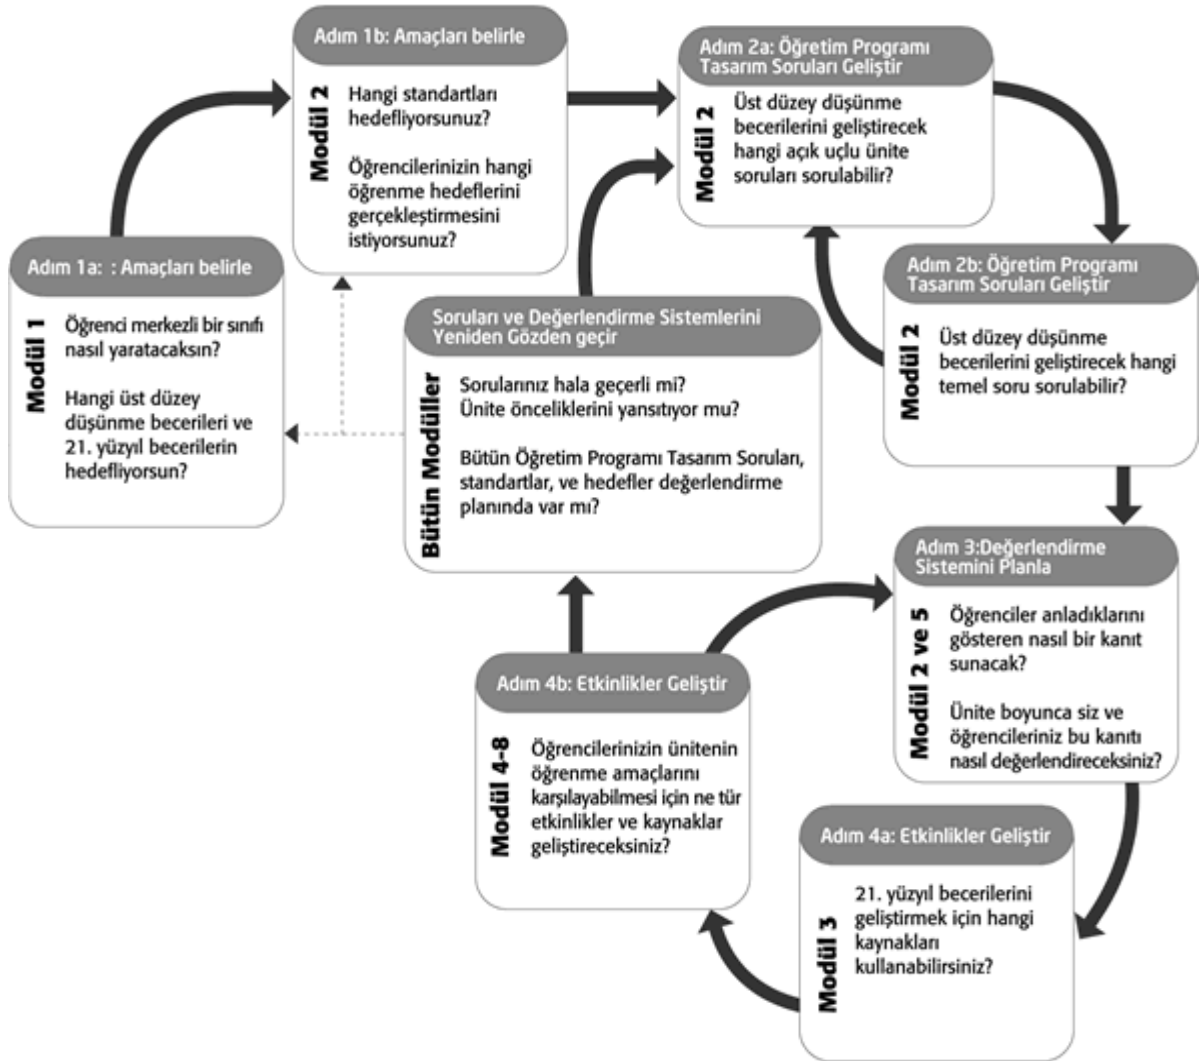 Adım 1b: Amaçları belirle
Modül 2
Hangi standartları
hedefliyorsunuz?
Öğrencilerinizin hangi
öğrenme hedeflerini
gerçekleştirmesini
istiyorsunuz?
Adım 2a: Öğretim Programı
Tasarım Soruları Geliştir
Modül 2
Üst düzey düşünme
becerilerini geliştirecek
hangi açık uçlu ünite
soruları sorulabilir?
Adım 1a: : Amaçları belirle
Modül 1
Öğrenci merkezli bir sınıfı
nasıl yaratacaksın?
Hangi üst düzey
düşünme becerileri ve
21. yüzyıl becerilerin
hedefliyorsun?
Soruları ve Değerlendirme Sistemlerini
Yeniden Gözden geçir
Bütün Modüller
Sorularınız hala geçerli mi?
Ünite önceliklerini yansıtıyor mu?
Bütün Öğretim Programı Tasarım Soruları,
standartlar, ve hedefler değerlendirme
planında var mı?
Adım 2b: Öğretim Programı
Tasarım Soruları Geliştir
Modül 2
Üst düzey düşünme
becerilerini geliştirecek hangi
temel soru sorulabilir?
Adım 3:Değerlendirme
Sistemini Planla
Modül 2 ve 5
Öğrenciler anladıklarını
gösteren nasıl bir kanıt
sunacak?
Ünite boyunca siz ve
öğrencileriniz bu kanıtı
nasıl değerlendireceksiniz?
Adım 4b: Etkinlikler Geliştir
Modül 4-8
Öğrencilerinizin ünitenin
öğrenme amaçlarını
karşılayabilmesi için ne tür
etkinlikler ve kaynaklar
geliştireceksiniz?
Adım 4a: Etkinlikler Geliştir
Modül 3
21. yüzyıl becerilerini
geliştirmek için hangi
kaynakları
kullanabilirsiniz?